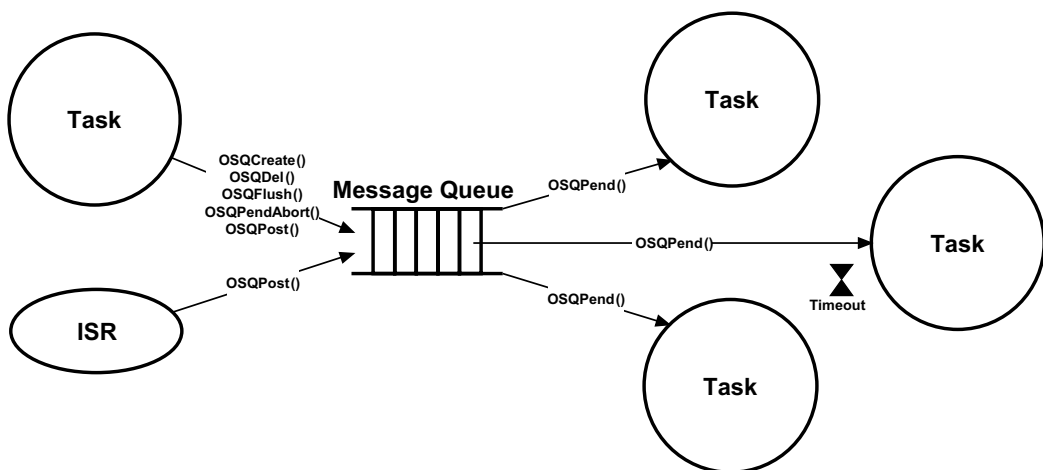 Task
OSQCreate()
OSQDel()
OSQFlush()
OSQPendAbort()
OSQPost()
OSQPost()
ISR
Message Queue
OSQPend()
Task
OSQPend()
Timeout
Task
OSQPend()
Task